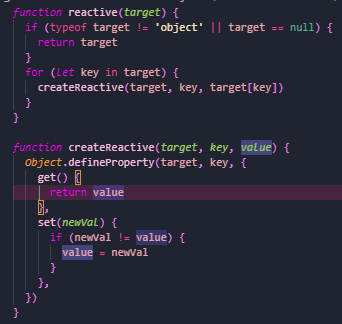 function reactive(target) {
  if (typeof target != 'object' || target == null) {
    return target
  }
  for (let key in target) {
    createReactive(target, key, target[key])
  }
}

function createReactive(target, key, value) {
  Object.defineProperty(target, key, {
    get() {
      return value
    },
    set(newVal) {
      if (newVal != value) {
        value = newVal
      }
    },
  })
}